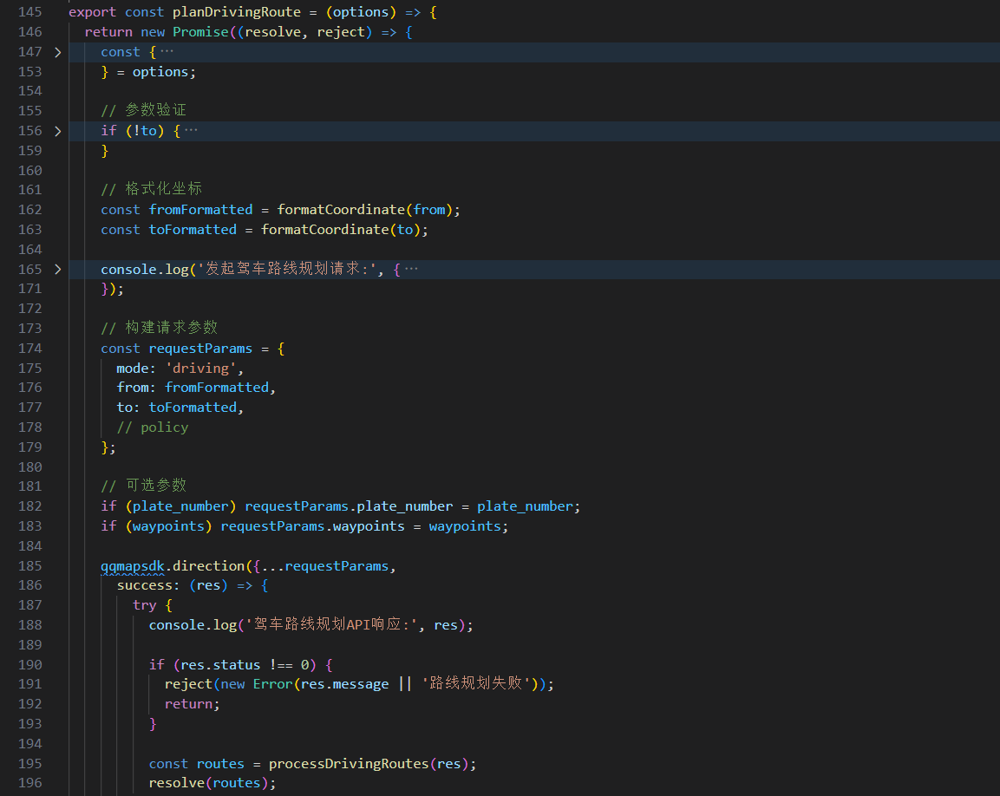 145 export const planDrivingRoute = (options) => {
146 return new Promise((resolve, reject) => {
147 const { ···
153 } = options;
154
155 // 参数验证
156 if (!to) { ···
159 }
160
161 // 格式化坐标
162 const fromFormatted = formatCoordinate(from);
163 const toFormatted = formatCoordinate(to);
164
165 console.log('发起驾车路线规划请求:', { ···
171 });
172
173 // 构建请求参数
174 const requestParams = {
175 mode: 'driving',
176 from: fromFormatted,
177 to: toFormatted,
178 // policy
179 };
180
181 // 可选参数
182 if (plate_number) requestParams.plate_number = plate_number;
183 if (waypoints) requestParams.waypoints = waypoints;
184
185 qqmapsdk.direction({...requestParams,
186 success: (res) => {
187 try {
188 console.log('驾车路线规划API响应:', res);
189
190 if (res.status !== 0) {
191 reject(new Error(res.message || '路线规划失败'));
192 return;
193 }
194
195 const routes = processDrivingRoutes(res);
196 resolve(routes);